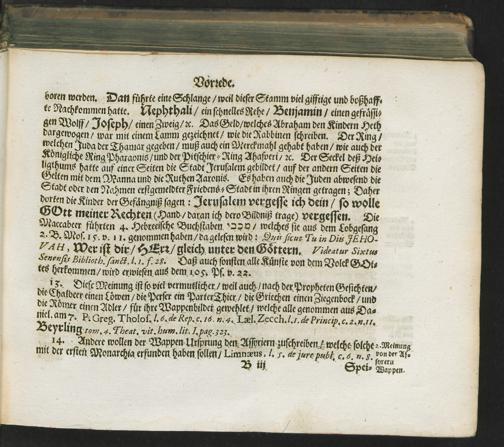 Vorrede.
boren werden. Dan führte eine Schlange / weil dieser Stamm viel gifftige und boßhaff-
te Nachkommen hatte. Nephthali / ein schnelles Rehe / Benjamin / einen gefrässi-
gen Wolff / Joseph / einen Zweig / ꝛc. Das Geld / welches Abraham den Kindern Heth
dargewogen / war mit einem Lamm gezeichnet / wie die Rabbinen schreiben. Der Ring /
welchen Juda der Thamar gegeben / muß auch ein Merckmahl gehabt haben / wie auch der
Königliche Ring Pharaonis / und der Pitschier-Ring Ahasveri / ꝛc. Der Seckel deß Hei-
ligthums hatte auf einer Seiten die Stadt Jerusalem gebildet / auf der andern Seiten die
Gelten mit dem Manna und die Ruthen Aaronis. Es haben auch die Juden abwesend die
Stadt oder den Nahmen erstgemeldter Friedens-Stadt in ihren Ringen getragen; Daher
dorten die Kinder der Gefängniß sagen: Jerusalem vergesse ich dein / so wolle
GOtt meiner Rechten (Hand / daran ich dero Bildniß trage) vergessen. Die
Maccabeer führten 4. Hebreische Buchstaben מכבי / welches sie aus dem Lobgesang
2. B. Mos. 15. v. 11. genommen haben / da gelesen wird: Quis sicut Tu in Diis JEHO-
VAH, Wer ist dir / HErr / gleich unter den Göttern. Videatur Sixtus
Senensis Biblioth. sanct. l. 1. f. 28. Daß auch sonsten alle Künste von dem Volck GOt-
tes herkommen / wird erwiesen aus dem 105. Ps. v. 22.
13. Diese Meinung ist so viel vermutlicher / weil auch / nach der Propheten Gesichten /
die Chaldeer einen Löwen / die Perser ein ParterThier / die Griechen einen Ziegenbock / und
die Römer einen Adler / für ihre Wappenbildet gewehlet / welche alle genommen aus Da-
niel. am 7. P. Greg. Tholos. l. 6. de Rep. c. 16. n. 4. Læl. Zecch. l. 1. de Princip. c. 2. n. 11.
Beyrling tom. 4. Theat. vit. hum. lit. I, pag. 323.
14. Andere wollen der Wappen Ursprung den Assyriern zuschreiben / welche solche
mit der ersten Monarchia erfunden haben sollen / Limnæus. l. 5. de jure publ. c. 6. n. 8.
2. Meinung
von der As-
syrern
Wappen.
B iij
Spei-